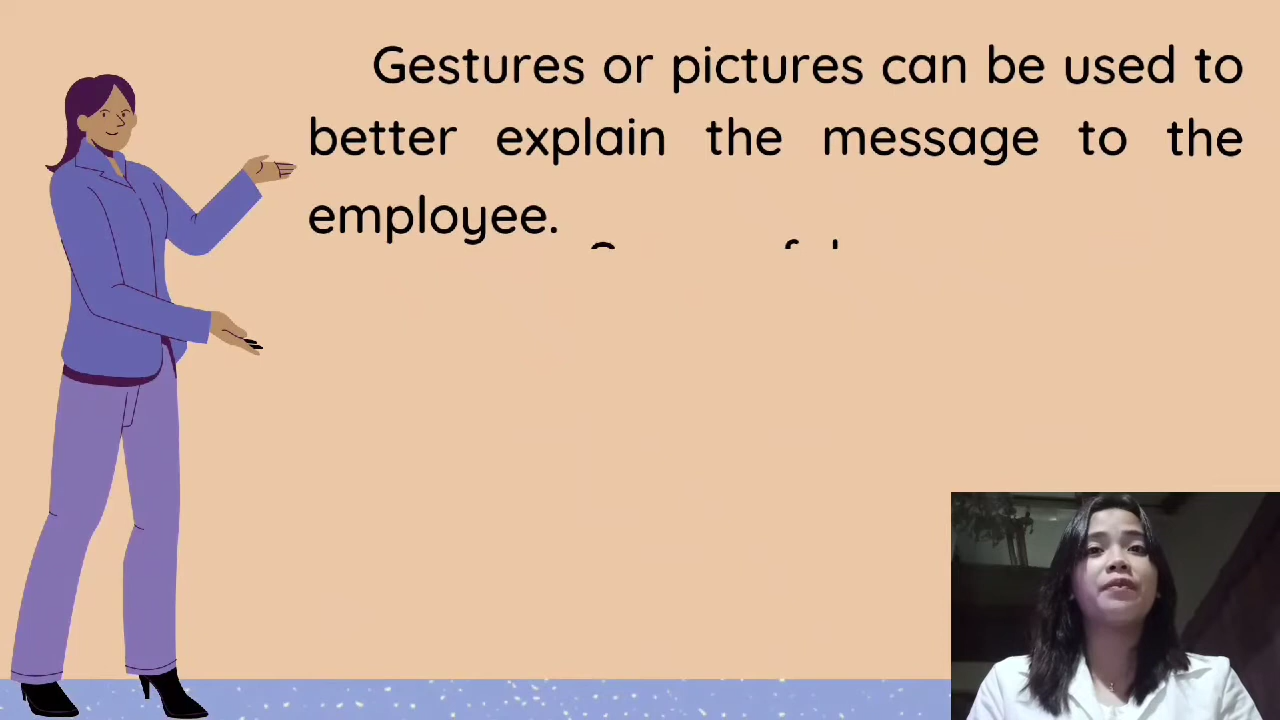 Gestures or pictures can be used to
better explain the message to the
employee.